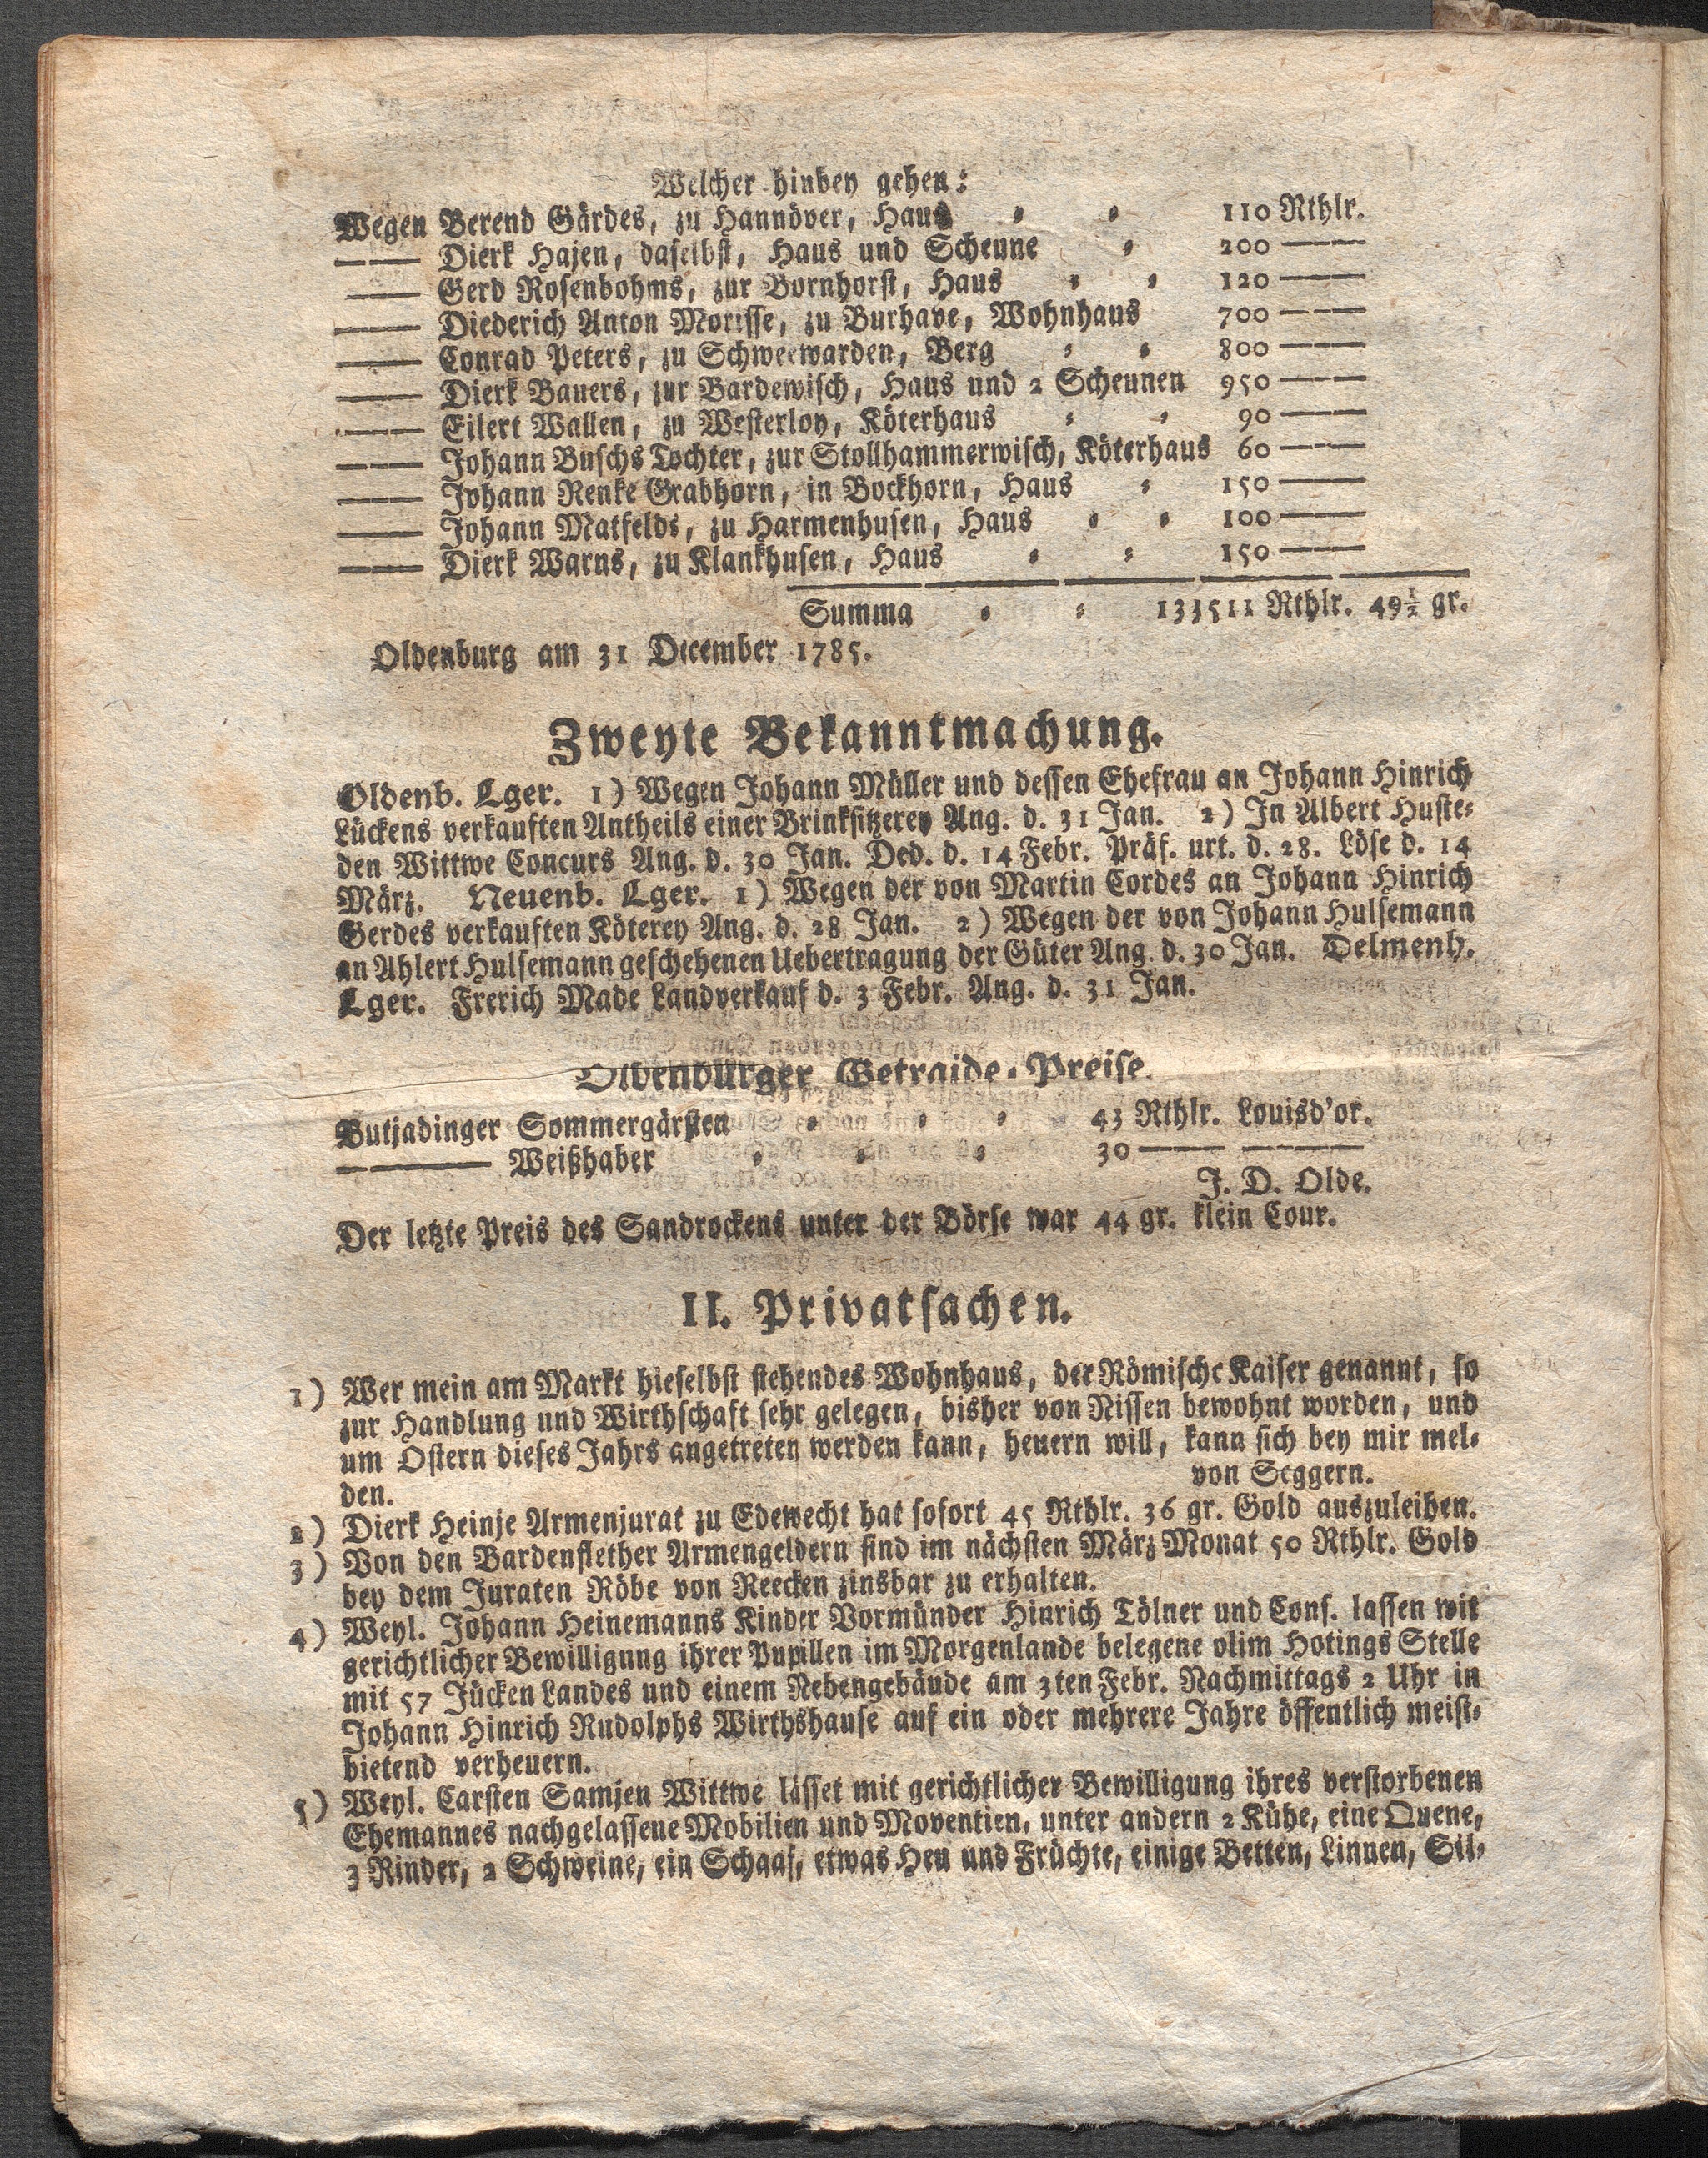 Welcher hinbey gehen:
Wegen Berend Gärdes, zu Hannöver, Haus = = 110 Rthlr.
—— Dierk Hajen, daselbst, Haus und Scheune = 200 ——
—— Gerd Rosenbohms, zur Bornhorst, Haus = = 120 ——
—— Diederich Anton Morisse, zu Burhave, Wohnhaus 700 ——
—— Conrad Peters, zu Schweewarden, Berg = = 800 ——
—— Dierk Bauers, zur Bardewisch, Haus und 2 Scheunen 950 ——
—— Eilert Wallen, zu Westerloy, Köterhaus = = 90 ——
—— Johann Buschs Tochter, zur Stollhammerwisch, Köterhaus 60 ——
—— Johann Renke Grabhorn, in Bockhorn, Haus = 150 ——
—— Johann Matfelds, zu Harmenhusen, Haus = = 100 ——
—— Dierk Warns, zu Klankhusen, Haus = = 150 ——
Summa = = 133511 Rthlr. 49½ gr.
Oldenburg am 31 December 1785.
Zweyte Bekanntmachung.
Oldenb. Lger. 1) Wegen Johann Müller und dessen Ehefrau an Johann Hinrich
Lückens verkauften Antheils einer Brinksitzerey Ang. d. 31 Jan. 2) In Albert Huste=
den Wittwe Concurs Ang. d. 30 Jan. Ded. d. 14 Febr. Präf. urt. d. 28. Löse d. 14
März. Neuenb. Lger. 1) Wegen der von Martin Cordes an Johann Hinrich
Gerdes verkauften Köterey Ang. d. 28 Jan. 2) Wegen der von Johann Hulsemann
an Ahlert Hulsemann geschehenen Uebertragung der Güter Ang. d. 30 Jan. Delmenh.
Lger. Frerich Made Landverkauf d. 3 Febr. Ang. d. 31 Jan.
Oldenburger Getraide=Preise.
Butjadinger Sommergärsten = = = 43 Rthlr. Louisd'or.
———— Weißhaber = = = 30 —— ———
J. D. Olde.
Der letzte Preis des Sandrockens unter der Börse war 44 gr. klein Cour.
II. Privatsachen.
1) Wer mein am Markt hieselbst stehendes Wohnhaus, der Römische Kaiser genannt, so
zur Handlung und Wirthschaft sehr gelegen, bisher von Nissen bewohnt worden, und
um Ostern dieses Jahrs angetreten werden kann, heuern will, kann sich bey mir mel=
den. von Seggern.
2) Dierk Heinje Armenjurat zu Edewecht hat sofort 45 Rthlr. 36 gr. Gold auszuleihen.
3) Von den Bardenflether Armengeldern sind im nächsten März Monat 50 Rthlr. Gold
bey dem Juraten Röbe von Reecken zinsbar zu erhalten.
4) Weyl. Johann Heinemanns Kinder Vormünder Hinrich Tölner und Cons. lassen mit
gerichtlicher Bewilligung ihrer Pupillen im Morgenlande belegene olim Hotings Stelle
mit 57 Jücken Landes und einem Nebengebäude am 3ten Febr. Nachmittags 2 Uhr in
Johann Hinrich Rudolphs Wirthshause auf ein oder mehrere Jahre öffentlich meist=
bietend verheuern.
5) Weyl. Carsten Samjen Wittwe lässet mit gerichtlicher Bewilligung ihres verstorbenen
Ehemannes nachgelassene Mobilien und Moventien, unter andern 2 Kühe, eine Quene,
3 Rinder, 2 Schweine, ein Schaaf, etwas Heu und Früchte, einige Betten, Linnen, Sil=